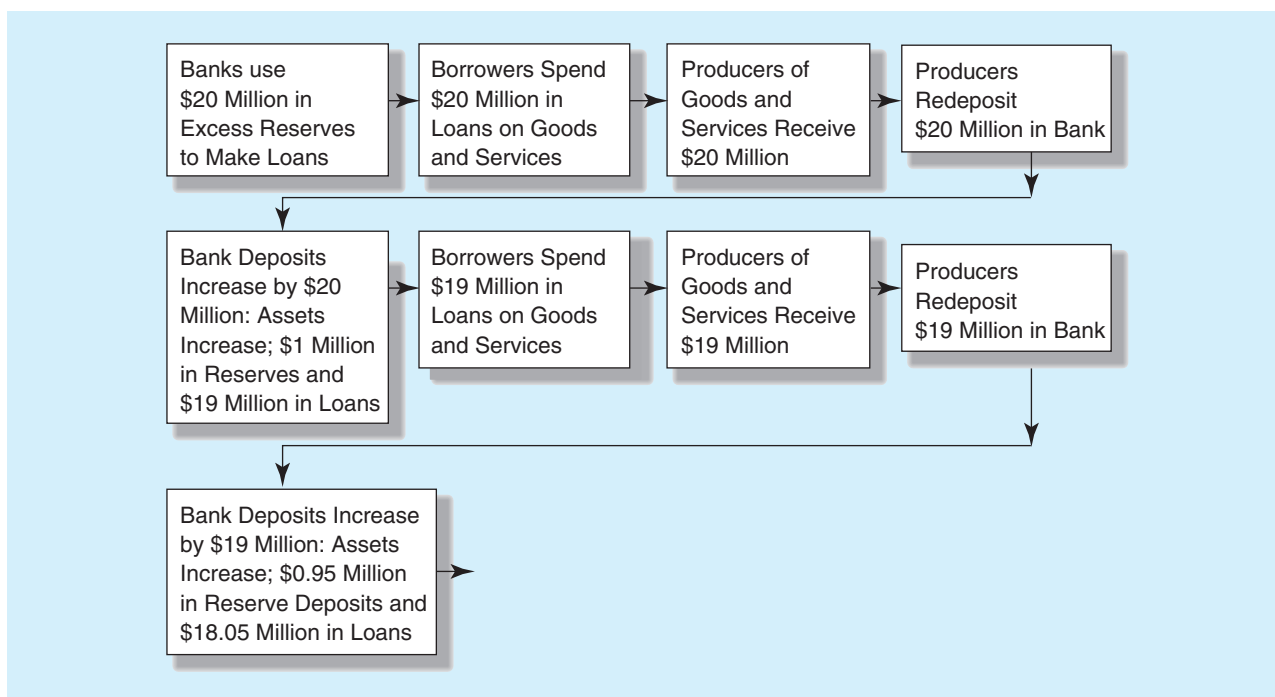 Banks use
$20 Million in
Excess Reserves
to Make Loans
Borrowers Spend
$20 Million in
Loans on Goods
and Services
Producers of
Goods and
Services Receive
$20 Million
Producers
Redeposit
$20 Million in Bank
Bank Deposits
Increase by $20
Million: Assets
Increase; $1 Million
in Reserves and
$19 Million in Loans
Borrowers Spend
$19 Million in
Loans on Goods
and Services
Producers of
Goods and
Services Receive
$19 Million
Producers
Redeposit
$19 Million in Bank
Bank Deposits Increase
by $19 Million: Assets
Increase; $0.95 Million
in Reserve Deposits and
$18.05 Million in Loans